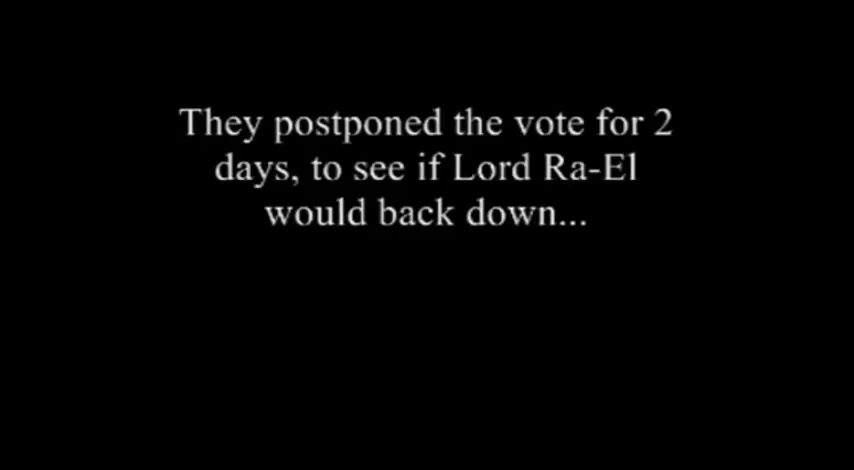 They postponed the vote for 2
days, to see if Lord Ra-El
would back down...